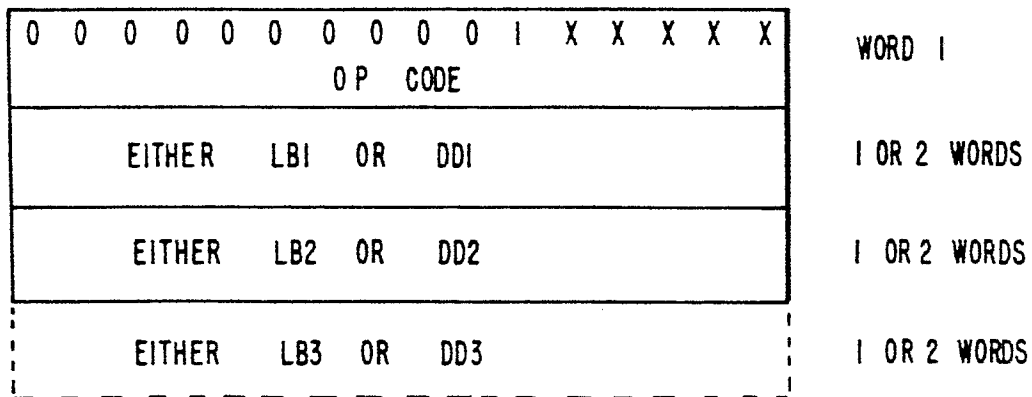 0 0 0 0 0 0 0 0 0 0 1 X X X X X
OP CODE
WORD 1
EITHER LB1 OR DD1
1 OR 2 WORDS
EITHER LB2 OR DD2
1 OR 2 WORDS
EITHER LB3 OR DD3
1 OR 2 WORDS